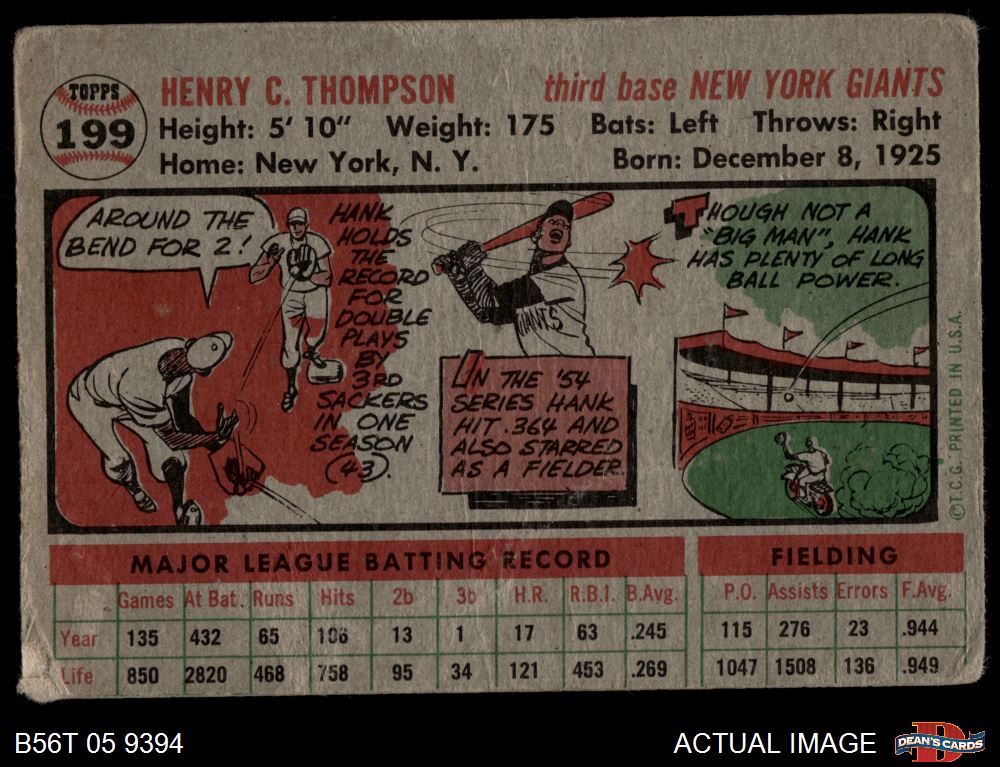 TOPPS
199
HENRY C. THOMPSON third base NEW YORK GIANTS
Height: 5' 10" Weight: 175 Bats: Left Throws: Right
Home: New York, N. Y. Born: December 8, 1925
AROUND THE
BEND FOR 2!
HANK
HOLDS
THE
RECORD
FOR
DOUBLE
PLAYS
BY
3RD
SACKERS
IN ONE
SEASON
(43).
GIANTS
IN THE '54
SERIES HANK
HIT .364 AND
ALSO STARRED
AS A FIELDER.
THOUGH NOT A
"BIG MAN", HANK
HAS PLENTY OF LONG
BALL POWER.
©T.C.G. PRINTED IN U.S.A.
MAJOR LEAGUE BATTING RECORD FIELDING
Games At Bat. Runs Hits 2b 3b H.R. R.B.I. B.Avg. P.O. Assists Errors F.Avg.
Year 135 432 65 106 13 1 17 63 .245 115 276 23 .944
Life 850 2820 468 758 95 34 121 453 .269 1047 1508 136 .949
B56T 05 9394 ACTUAL IMAGE
D
DEAN'S CARDS